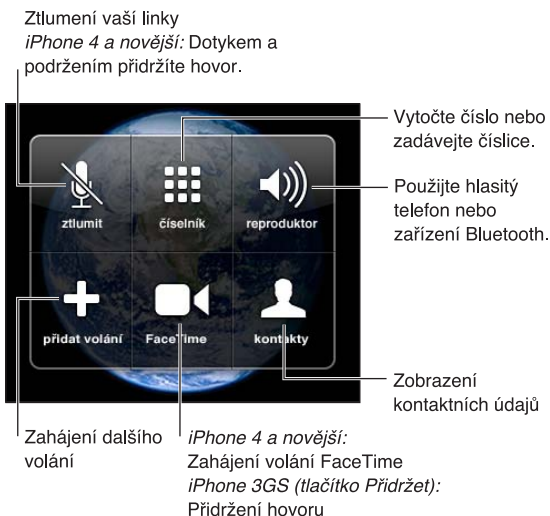 Ztlumení vaší linky
iPhone 4 a novější: Dotykem a
podržením přidržíte hovor.
Vytočte číslo nebo
zadávejte číslice.
Použijte hlasitý
telefon nebo
zařízení Bluetooth.
ztlumit
číselník
reproduktor
přidat volání
FaceTime
kontakty
Zobrazení
kontaktních údajů
Zahájení dalšího
volání
iPhone 4 a novější:
Zahájení volání FaceTime
iPhone 3GS (tlačítko Přidržet):
Přidržení hovoru